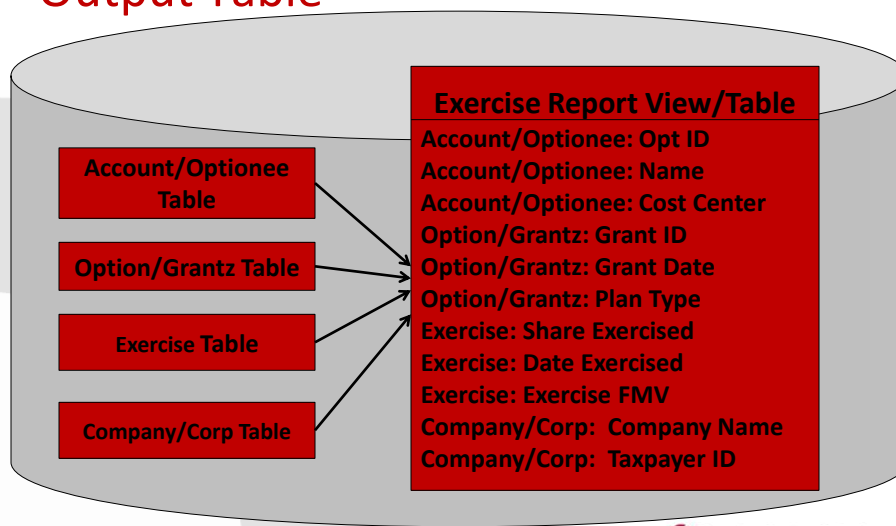 Output Table
Account/Optionee
Table
Option/Grantz Table
Exercise Table
Company/Corp Table
Exercise Report View/Table
Account/Optionee: Opt ID
Account/Optionee: Name
Account/Optionee: Cost Center
Option/Grantz: Grant ID
Option/Grantz: Grant Date
Option/Grantz: Plan Type
Exercise: Share Exercised
Exercise: Date Exercised
Exercise: Exercise FMV
Company/Corp:  Company Name
Company/Corp:  Taxpayer ID